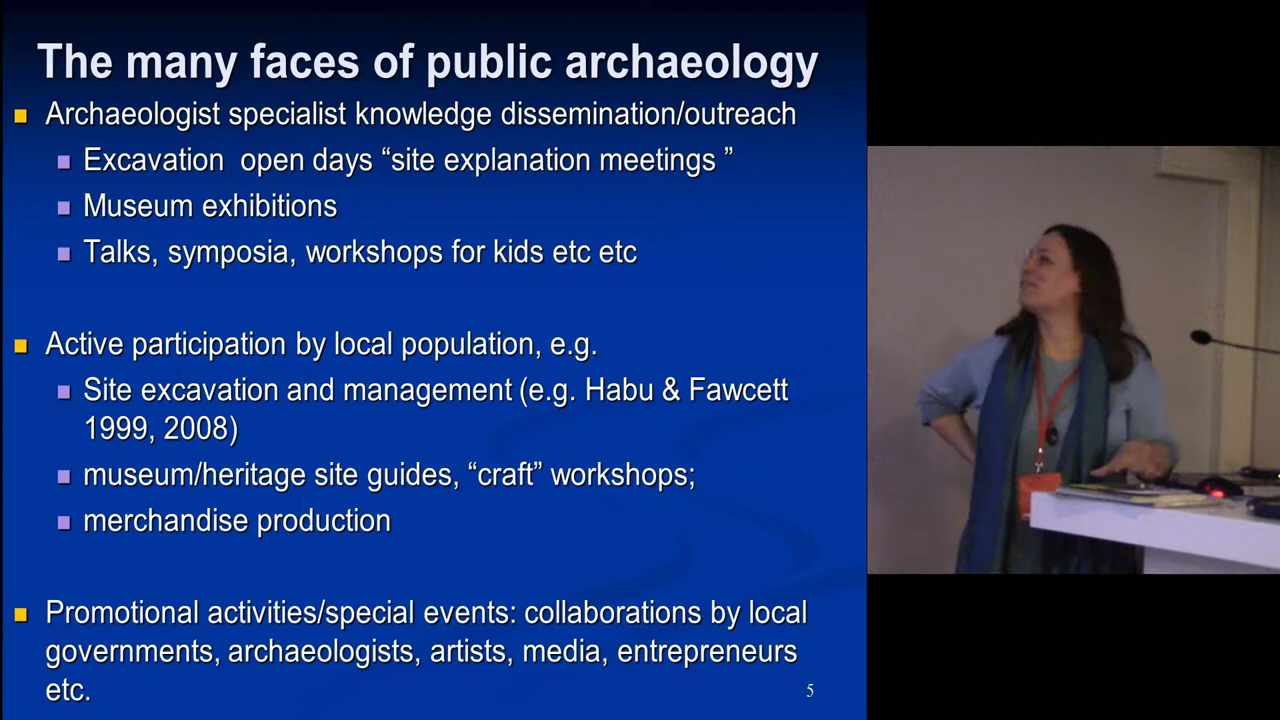 The many faces of public archaeology
Archaeologist specialist knowledge dissemination/outreach
Excavation  open days “site explanation meetings ”
Museum exhibitions
Talks, symposia, workshops for kids etc etc
Active participation by local population, e.g.
Site excavation and management (e.g. Habu & Fawcett
1999, 2008)
museum/heritage site guides, “craft” workshops;
merchandise production
Promotional activities/special events: collaborations by local
governments, archaeologists, artists, media, entrepreneurs
etc.
5